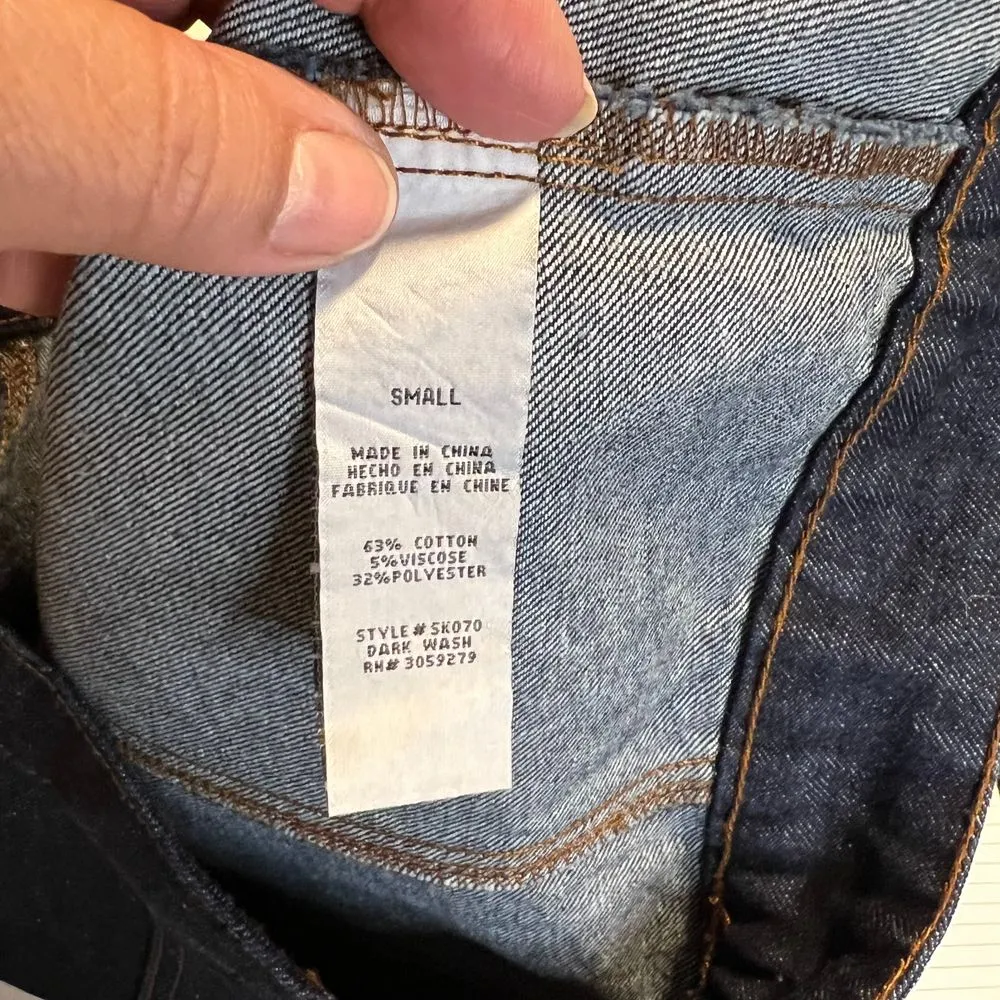 SMALL
MADE IN CHINA
HECHO EN CHINA
FABRIQUE EN CHINE
63% COTTON
5%VISCOSE
32%POLYESTER
STYLE#SK070
DARK WASH
RN# 3059279